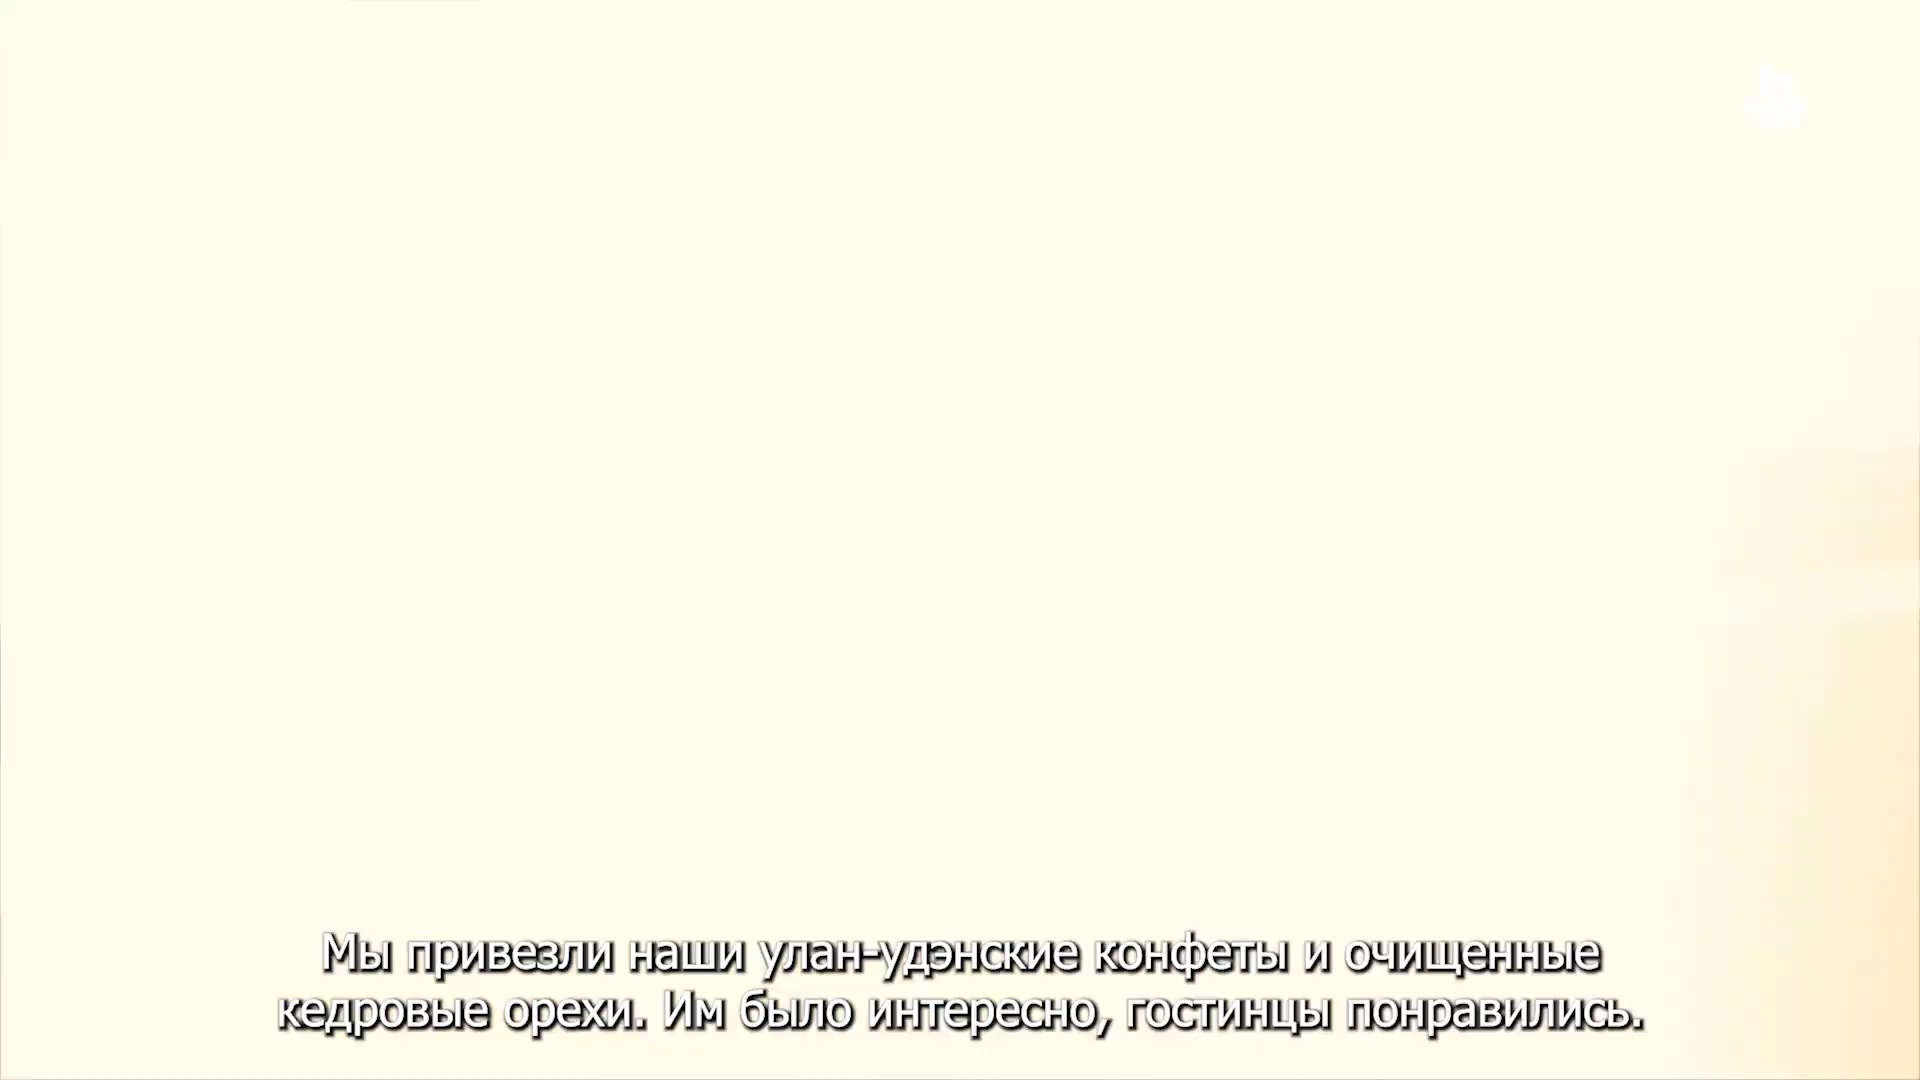 Мы привезли наши улан-удэнские конфеты и очищенные
кедровые орехи. Им было интересно, гостинцы понравились.